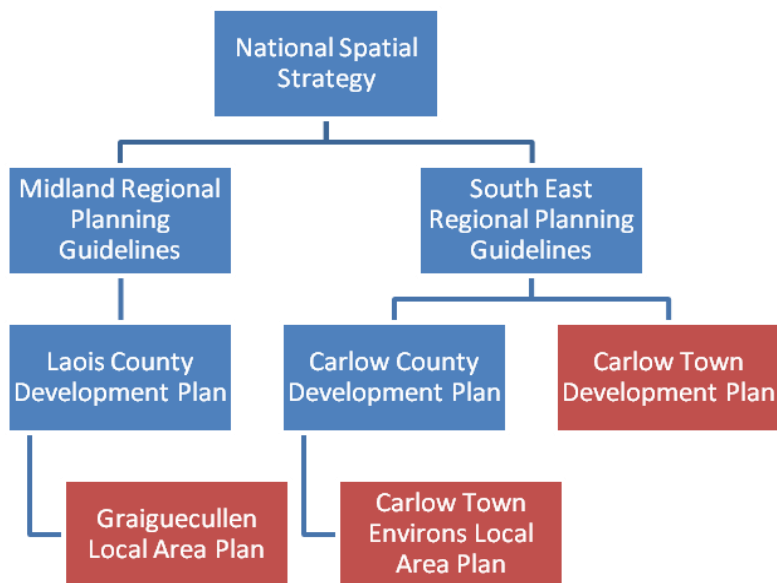 National Spatial
Strategy
Midland Regional
Planning
Guidelines
South East
Regional Planning
Guidelines
Laois County
Development Plan
Carlow County
Development Plan
Carlow Town
Development Plan
Graiguecullen
Local Area Plan
Carlow Town
Environs Local
Area Plan